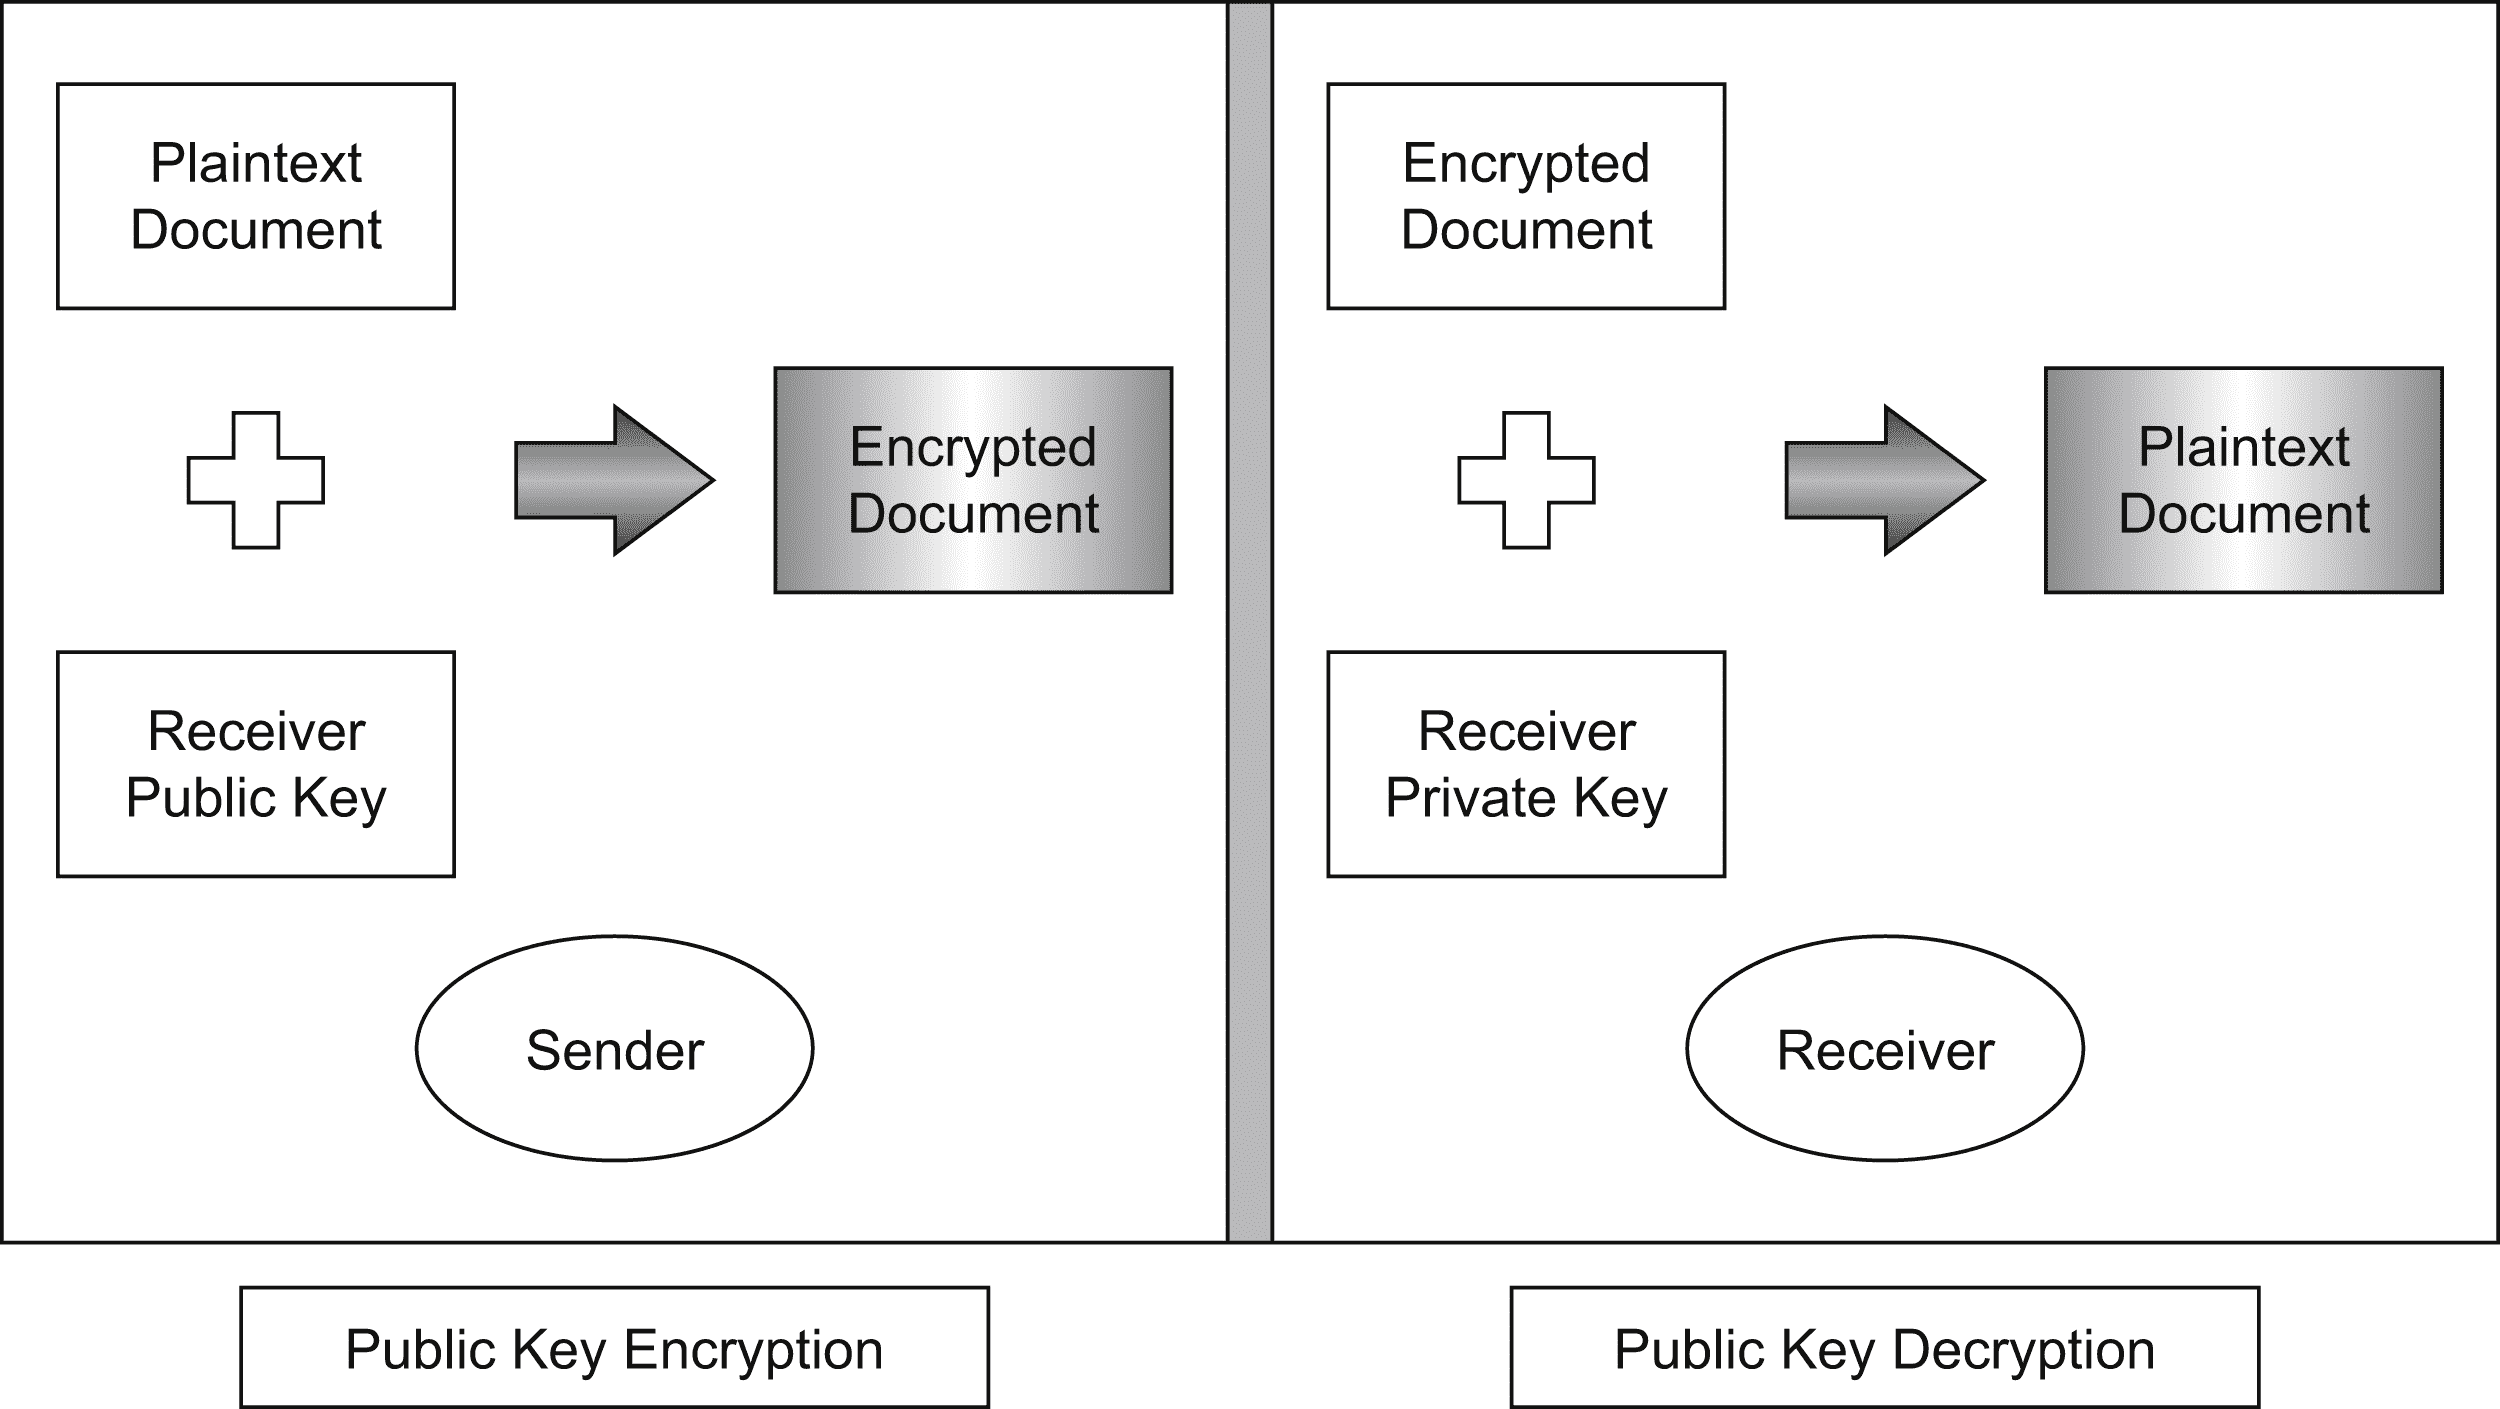 Plaintext
Document
Receiver
Public Key
Encrypted
Document
Sender
Public Key Encryption
Encrypted
Document
Receiver
Private Key
Plaintext
Document
Receiver
Public Key Decryption